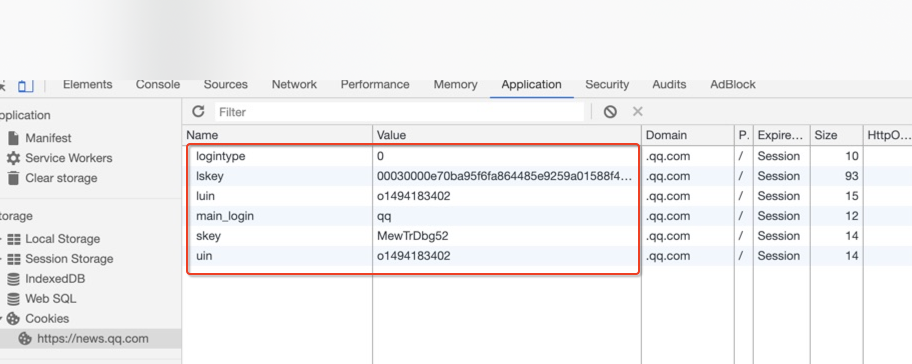 Elements Console Sources Network Performance Memory Application Security Audits AdBlock
pplication
Manifest
Service Workers
Clear storage
torage
Local Storage
Session Storage
IndexedDB
Web SQL
Cookies
https://news.qq.com
Filter
Name Value Domain P. Expire... Size HttpO...
logintype 0 .qq.com / Session 10
lskey 00030000e70ba95f6fa864485e9259a01588f4... .qq.com / Session 93
luin o1494183402 .qq.com / Session 15
main_login qq .qq.com / Session 12
skey MewTrDbg52 .qq.com / Session 14
uin o1494183402 .qq.com / Session 14